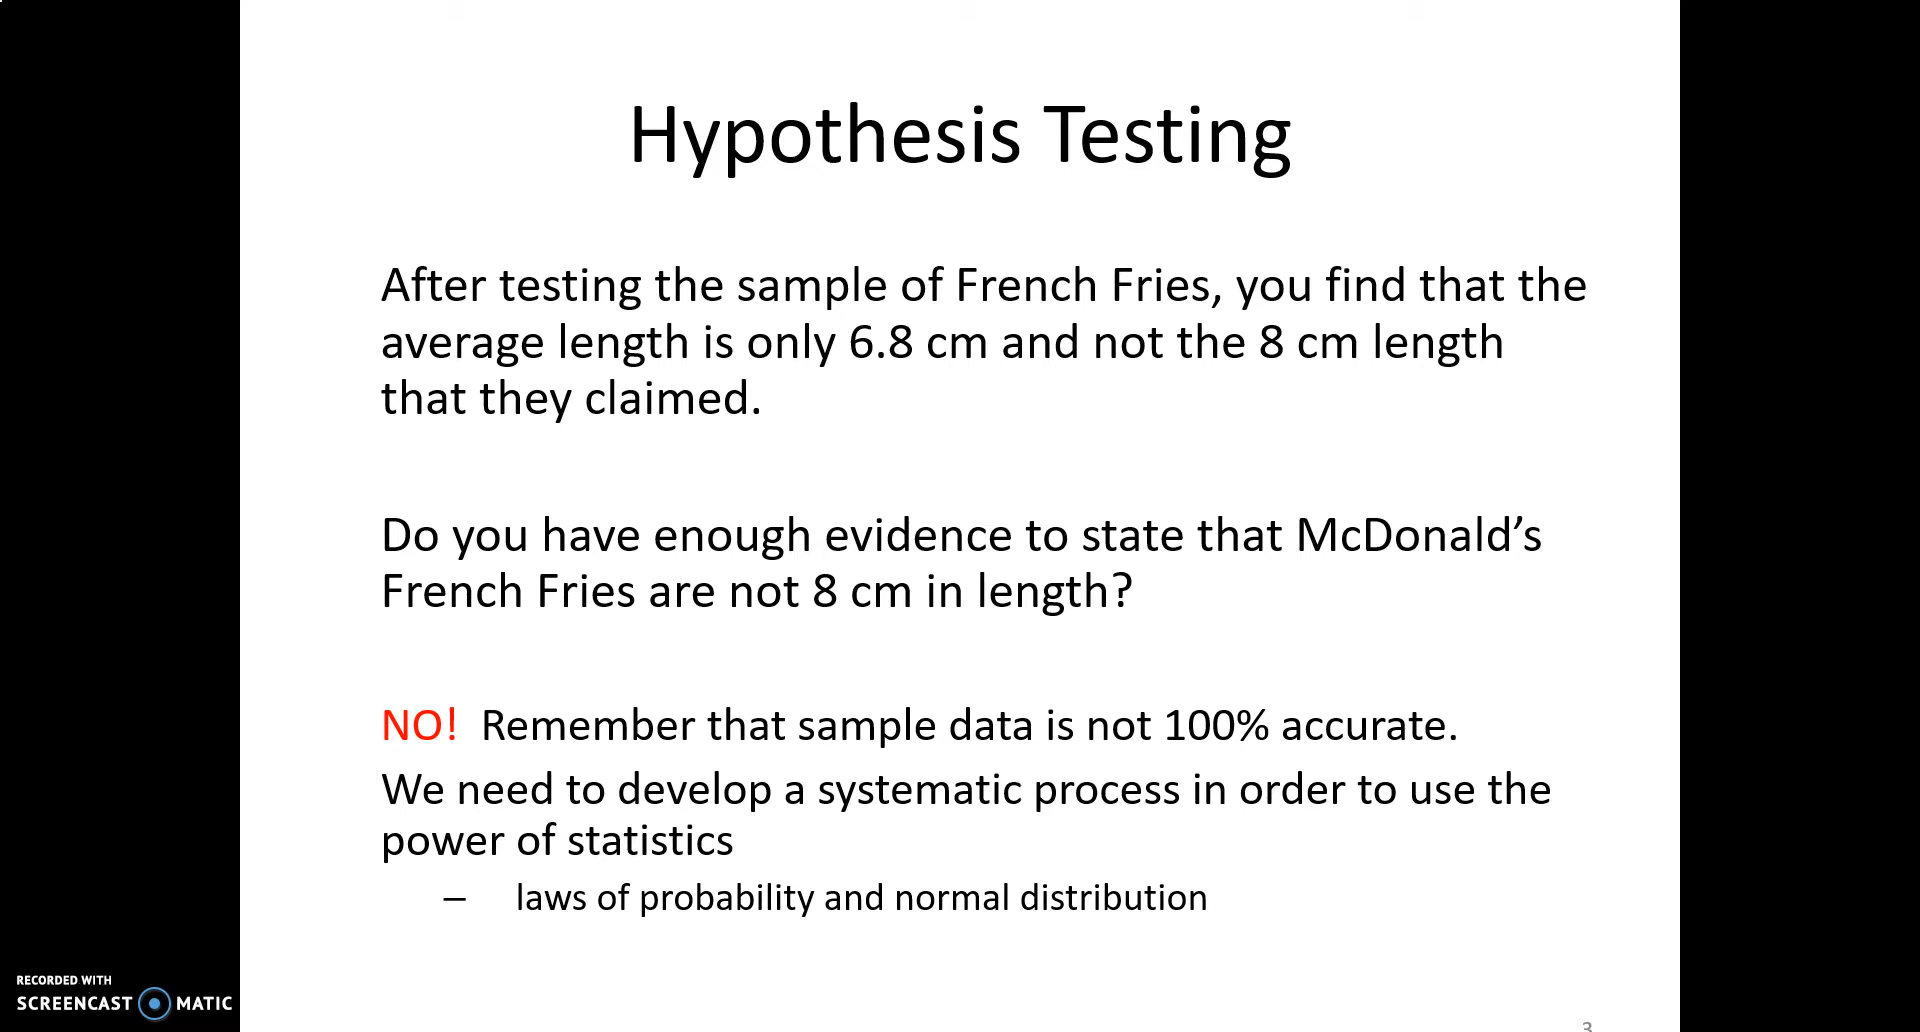 Hypothesis Testing
After testing the sample of French Fries, you find that the
average length is only 6.8 cm and not the 8 cm length
that they claimed.
Do you have enough evidence to state that McDonald’s
French Fries are not 8 cm in length?
NO! Remember that sample data is not 100% accurate.
We need to develop a systematic process in order to use the
power of statistics
– laws of probability and normal distribution
RECORDED WITH
SCREENCAST MATIC
3